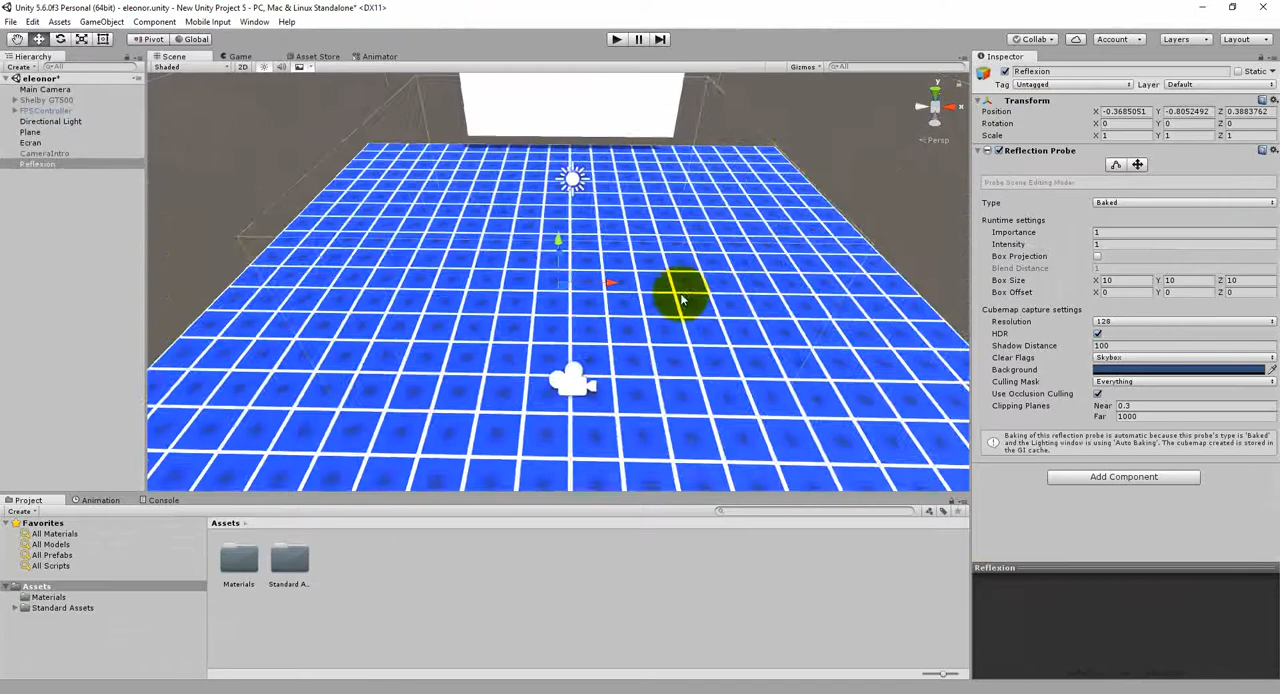 Unity 5.6.0f3 Personal (64bit) - eleonor.unity - New Unity Project 5 - PC, Mac & Linux Standalone* <DX11>
File Edit Assets GameObject Component Mobile Input Window Help
Pivot Global Collab Account Layers Layout
Hierarchy
Create All
eleonor*
Main Camera
Shelby GT500
FPSController
Directional Light
Plane
Ecran
CameraIntro
Reflexion
Scene Game Asset Store Animator
Shaded 2D Gizmos All
y
x
Persp
Inspector
Reflexion Static
Tag Untagged Layer Default
Transform
Position X -0.3685051 Y -0.8052492 Z 0.3883762
Rotation X 0 Y 0 Z 0
Scale X 1 Y 1 Z 1
Reflection Probe
Probe Scene Editing Mode:
Type Baked
Runtime settings
Importance 1
Intensity 1
Box Projection
Blend Distance 1
Box Size X 10 Y 10 Z 10
Box Offset X 0 Y 0 Z 0
Cubemap capture settings
Resolution 128
HDR
Shadow Distance 100
Clear Flags Skybox
Background
Culling Mask Everything
Use Occlusion Culling
Clipping Planes Near 0.3
Far 1000
Baking of this reflection probe is automatic because this probe's type is 'Baked'
and the Lighting window is using 'Auto Baking'. The cubemap created is stored in
the GI cache.
Add Component
Reflexion
Project Animation Console
Create
Favorites
All Materials
All Models
All Prefabs
All Scripts
Assets
Materials
Standard Assets
Assets
Materials Standard A..